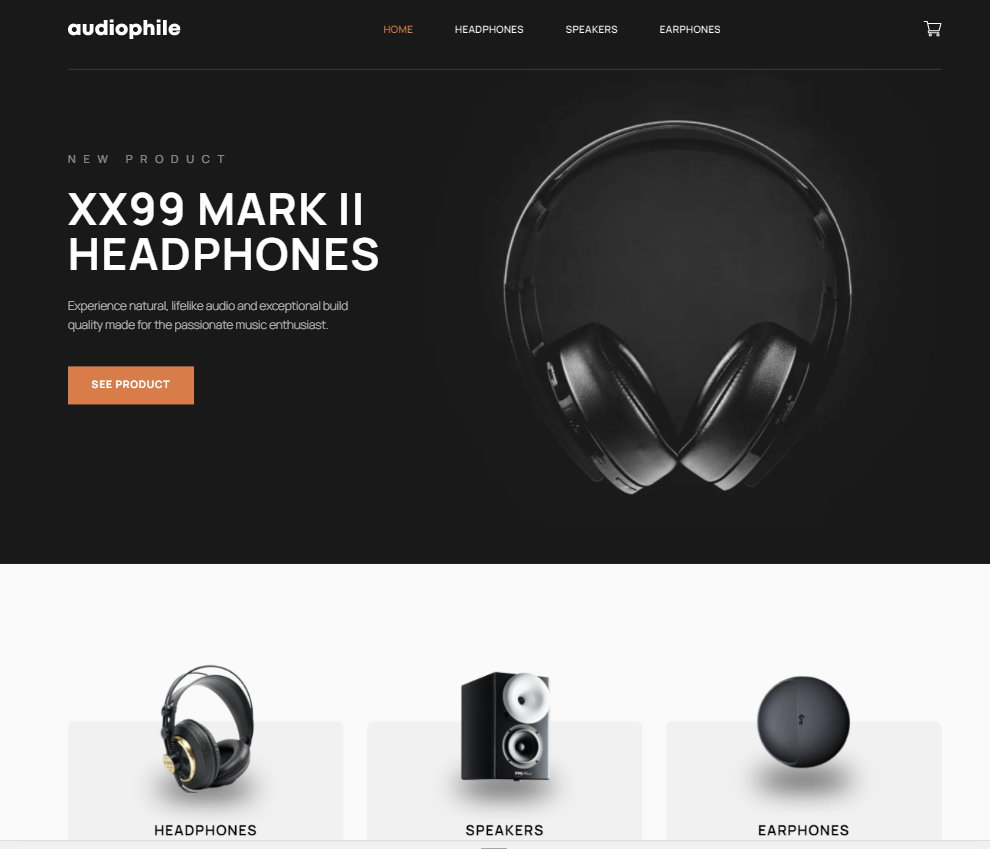 audiophile
HOME HEADPHONES SPEAKERS EARPHONES
NEW PRODUCT
XX99 MARK II
HEADPHONES
Experience natural, lifelike audio and exceptional build
quality made for the passionate music enthusiast.
SEE PRODUCT
HEADPHONES SPEAKERS EARPHONES